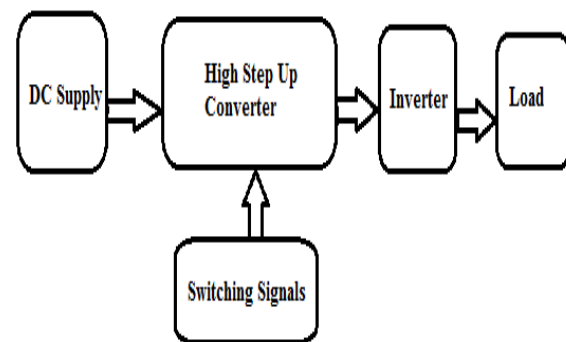 DC Supply
High Step Up
Converter
Inverter
Load
Switching Signals